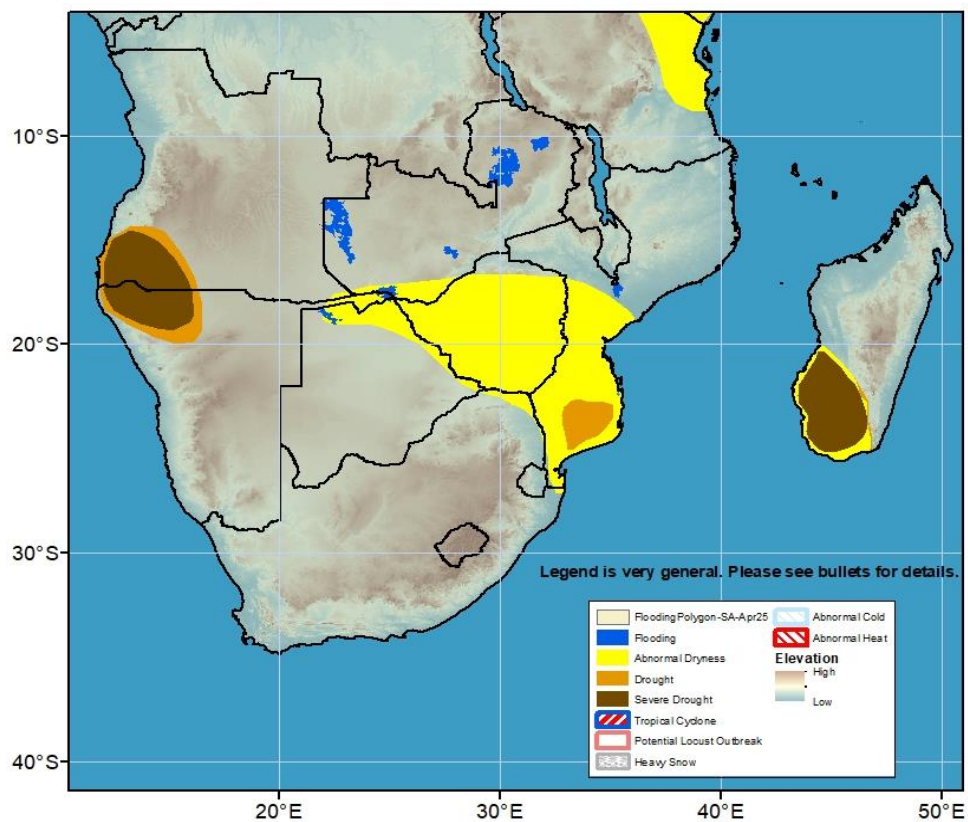 10°S
20°S
30°S
40°S
Legend is very general. Please see bullets for details.
FloodingPolygon-SA-Apr25
Flooding
Abnormal Dryness
Drought
Severe Drought
Tropical Cyclone
Potential Locust Outbreak
Heavy Snow
Abnormal Cold
Abnormal Heat
Elevation
High
Low
20°E
30°E
40°E
50°E